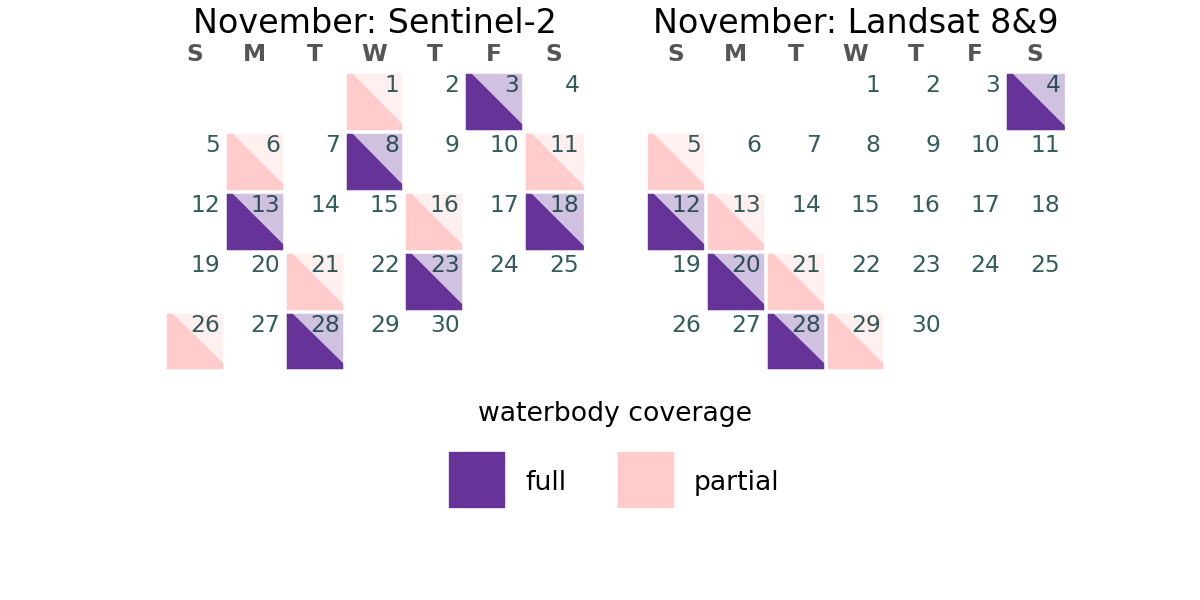 November: Sentinel-2
S M T W T F S
1 2 3 4
5 6 7 8 9 10 11
12 13 14 15 16 17 18
19 20 21 22 23 24 25
26 27 28 29 30
November: Landsat 8&9
S M T W T F S
1 2 3 4
5 6 7 8 9 10 11
12 13 14 15 16 17 18
19 20 21 22 23 24 25
26 27 28 29 30
waterbody coverage
full partial